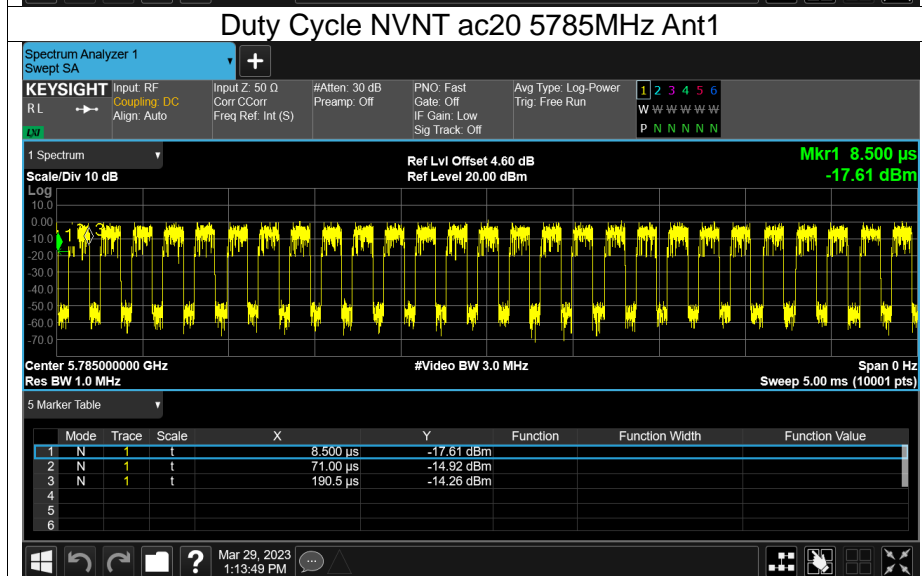 Duty Cycle NVNT ac20 5785MHz Ant1
Spectrum Analyzer 1
Swept SA
+
KEYSIGHT Input: RF Input Z: 50 Ω #Atten: 30 dB PNO: Fast Avg Type: Log-Power 1 2 3 4 5 6
RL Coupling: DC Corr CCorr Preamp: Off Gate: Off Trig: Free Run W W W W W W
Align: Auto Freq Ref: Int (S) IF Gain: Low
LXI Sig Track: Off P N N N N N
1 Spectrum Ref Lvl Offset 4.60 dB Mkr1 8.500 µs
Scale/Div 10 dB Ref Level 20.00 dBm -17.61 dBm
Log
10.0
0.00
-10.0
-20.0
-30.0
-40.0
-50.0
-60.0
-70.0
1 2 3
Center 5.785000000 GHz #Video BW 3.0 MHz Span 0 Hz
Res BW 1.0 MHz Sweep 5.00 ms (10001 pts)
5 Marker Table
Mode Trace Scale X Y Function Function Width Function Value
1 N 1 t 8.500 µs -17.61 dBm
2 N 1 t 71.00 µs -14.92 dBm
3 N 1 t 190.5 µs -14.26 dBm
4
5
6
? Mar 29, 2023
1:13:49 PM